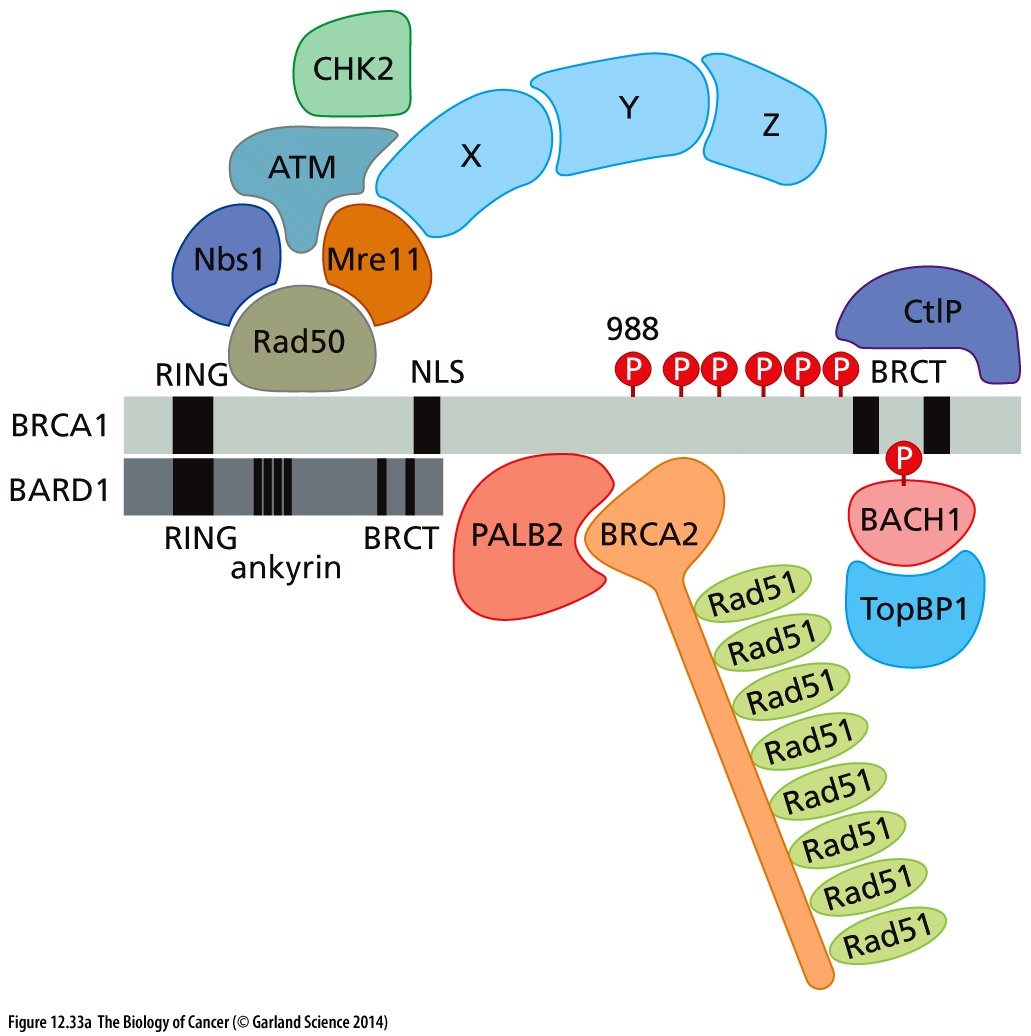 CHK2
Y
Z
X
ATM
Nbs1
Mre11
CtlP
988
Rad50
RING
NLS
P P P P P P
BRCT
BRCA1
P
BARD1
BACH1
RING
BRCT
ankyrin
PALB2
BRCA2
TopBP1
Rad51
Rad51
Rad51
Rad51
Rad51
Rad51
Rad51
Rad51
Figure 12.33a The Biology of Cancer (© Garland Science 2014)